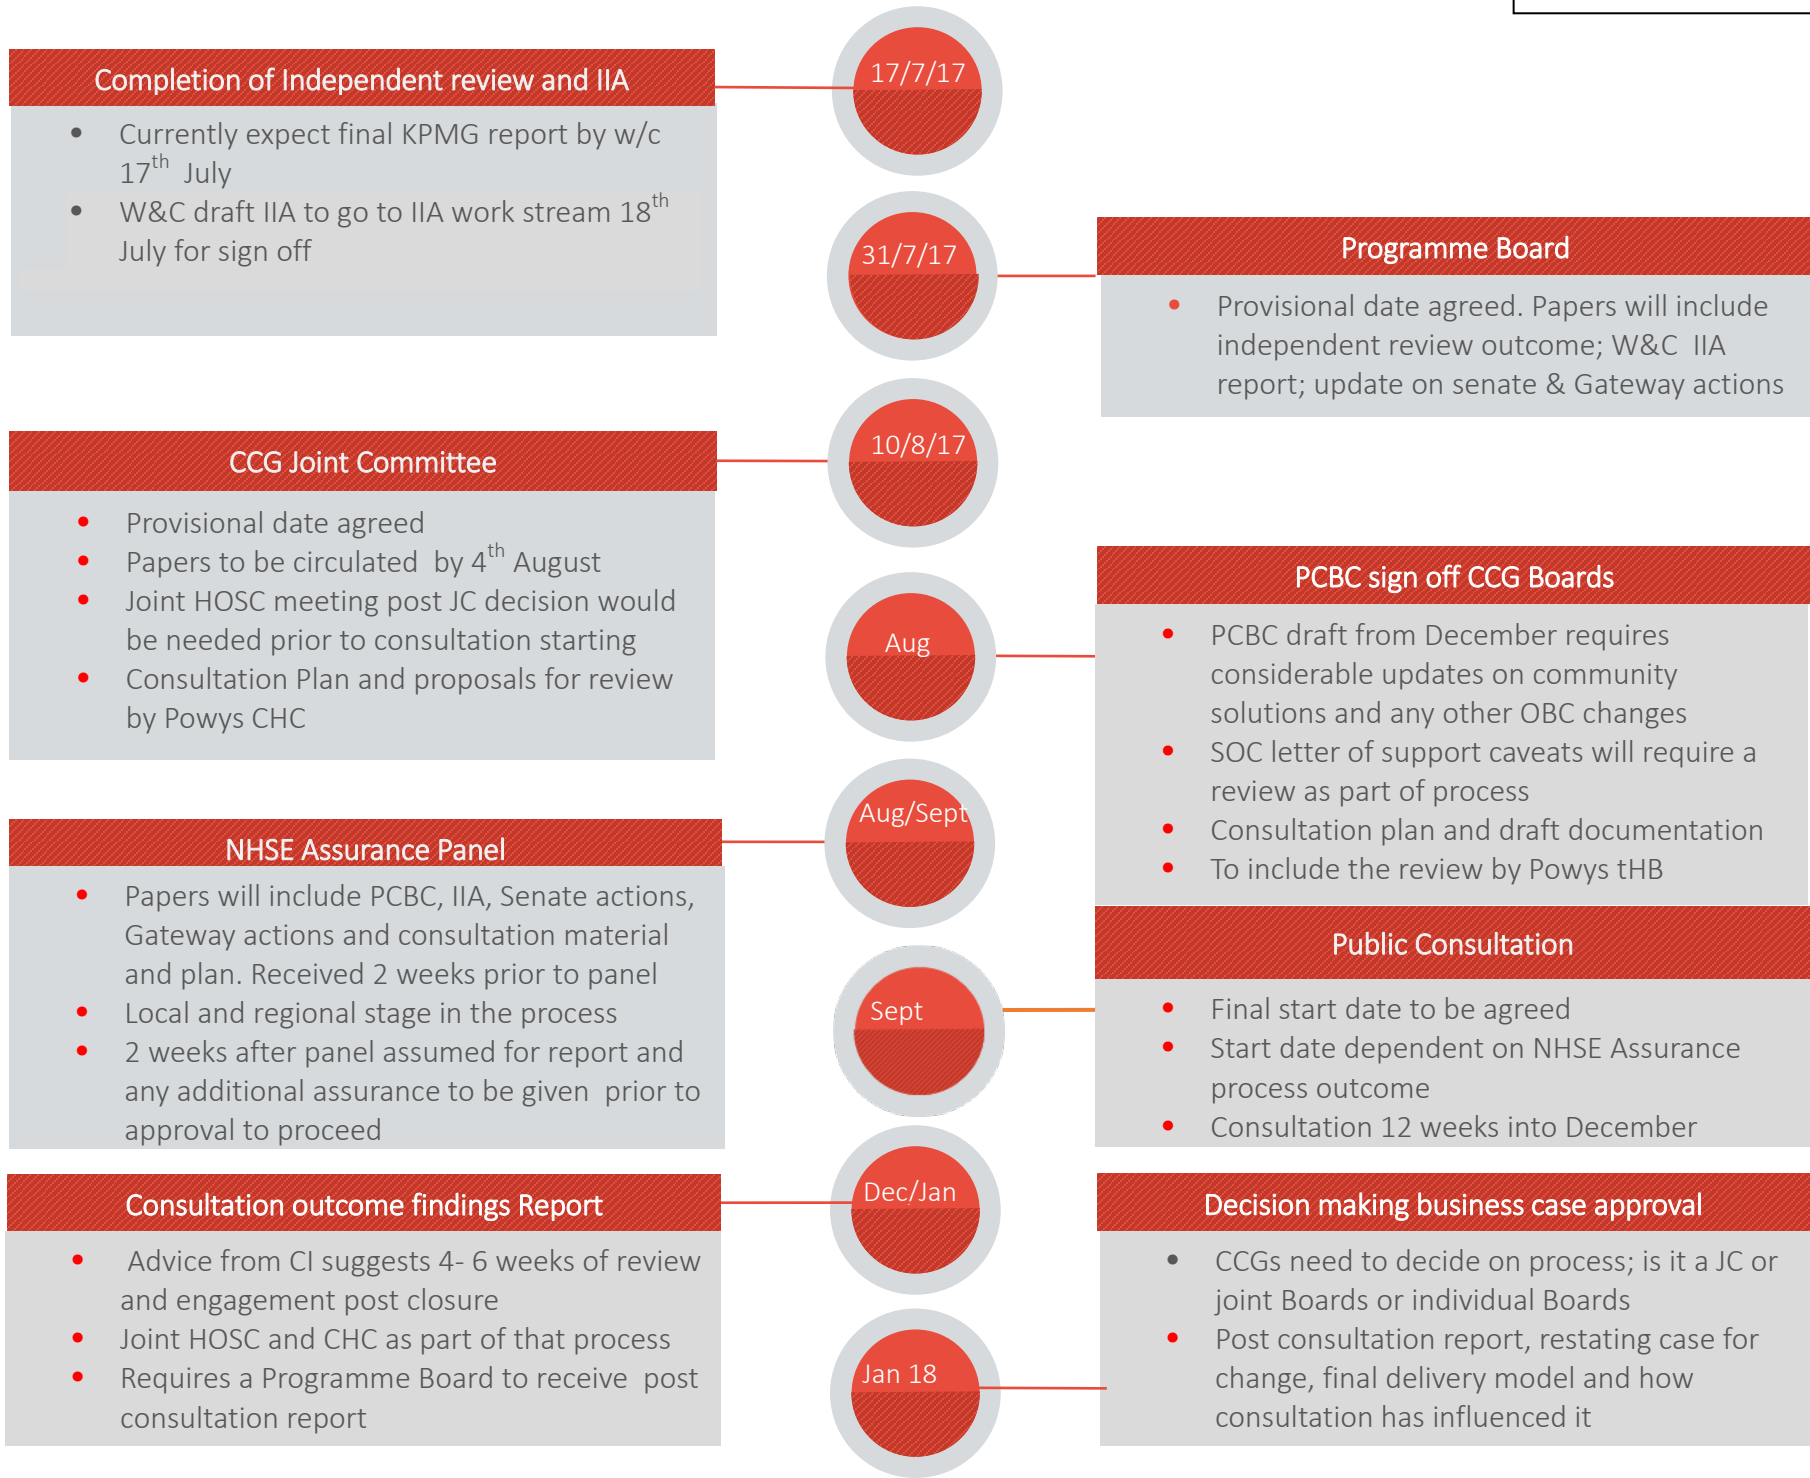 17/7/17
Completion of Independent review and IIA
• Currently expect final KPMG report by w/c
17th July
• W&C draft IIA to go to IIA work stream 18th
July for sign off
31/7/17
Programme Board
• Provisional date agreed. Papers will include
independent review outcome; W&C IIA
report; update on senate & Gateway actions
10/8/17
CCG Joint Committee
• Provisional date agreed
• Papers to be circulated by 4th August
• Joint HOSC meeting post JC decision would
be needed prior to consultation starting
• Consultation Plan and proposals for review
by Powys CHC
Aug
PCBC sign off CCG Boards
• PCBC draft from December requires
considerable updates on community
solutions and any other OBC changes
• SOC letter of support caveats will require a
review as part of process
• Consultation plan and draft documentation
• To include the review by Powys tHB
Aug/Sept
NHSE Assurance Panel
• Papers will include PCBC, IIA, Senate actions,
Gateway actions and consultation material
and plan. Received 2 weeks prior to panel
• Local and regional stage in the process
• 2 weeks after panel assumed for report and
any additional assurance to be given prior to
approval to proceed
Sept
Public Consultation
• Final start date to be agreed
• Start date dependent on NHSE Assurance
process outcome
• Consultation 12 weeks into December
Dec/Jan
Consultation outcome findings Report
• Advice from CI suggests 4- 6 weeks of review
and engagement post closure
• Joint HOSC and CHC as part of that process
• Requires a Programme Board to receive post
consultation report
Jan 18
Decision making business case approval
• CCGs need to decide on process; is it a JC or
joint Boards or individual Boards
• Post consultation report, restating case for
change, final delivery model and how
consultation has influenced it